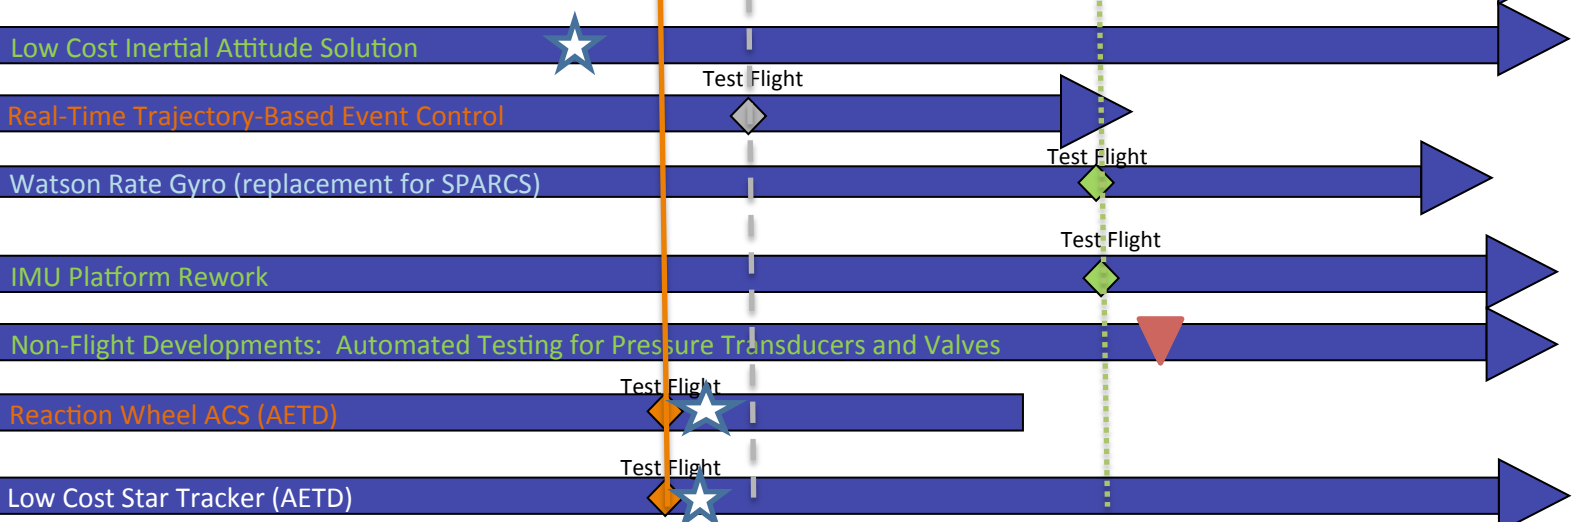 Low Cost Inertial Attitude Solution
Test Flight
Real-Time Trajectory-Based Event Control
Test Flight
Watson Rate Gyro (replacement for SPARCS)
Test Flight
IMU Platform Rework
Non-Flight Developments:  Automated Testing for Pressure Transducers and Valves
Test Flight
Reaction Wheel ACS (AETD)
Test Flight
Low Cost Star Tracker (AETD)